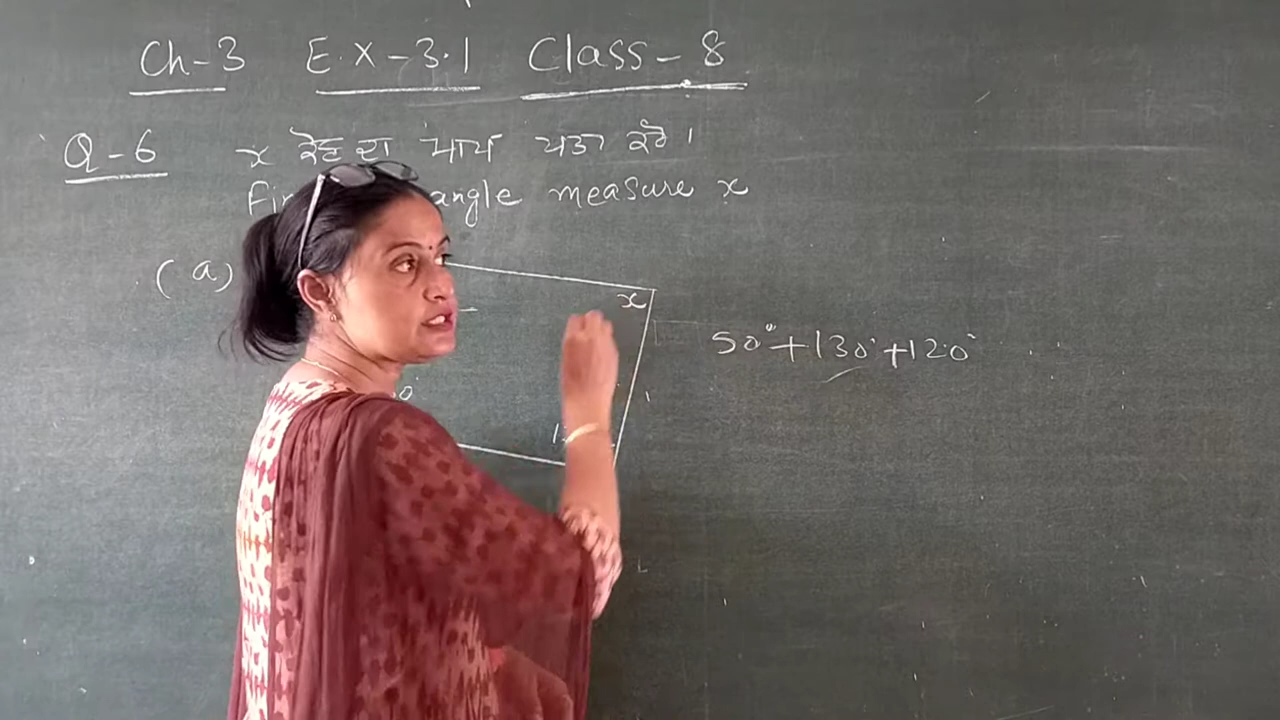 Ch-3 E.X-3.1 Class-8
Q-6 x ਕੋਣ ਦਾ ਮਾਪ ਪਤਾ ਕਰੋ।
angle measure x
(a)
x
50°+130°+120°